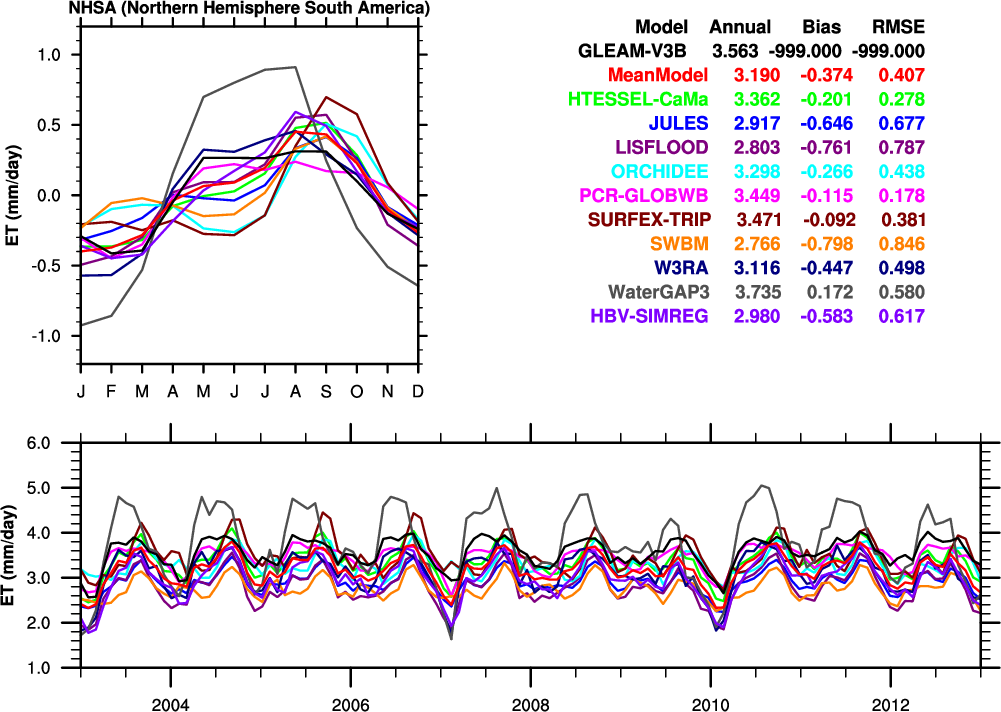 NHSA (Northern Hemisphere South America)
ET (mm/day)
1.0
0.5
0.0
-0.5
-1.0
J F M A M J J A S O N D
Model Annual Bias RMSE
GLEAM-V3B 3.563 -999.000 -999.000
MeanModel 3.190 -0.374 0.407
HTESSEL-CaMa 3.362 -0.201 0.278
JULES 2.917 -0.646 0.677
LISFLOOD 2.803 -0.761 0.787
ORCHIDEE 3.298 -0.266 0.438
PCR-GLOBWB 3.449 -0.115 0.178
SURFEX-TRIP 3.471 -0.092 0.381
SWBM 2.766 -0.798 0.846
W3RA 3.116 -0.447 0.498
WaterGAP3 3.735 0.172 0.580
HBV-SIMREG 2.980 -0.583 0.617
ET (mm/day)
6.0
5.0
4.0
3.0
2.0
1.0
2004 2006 2008 2010 2012